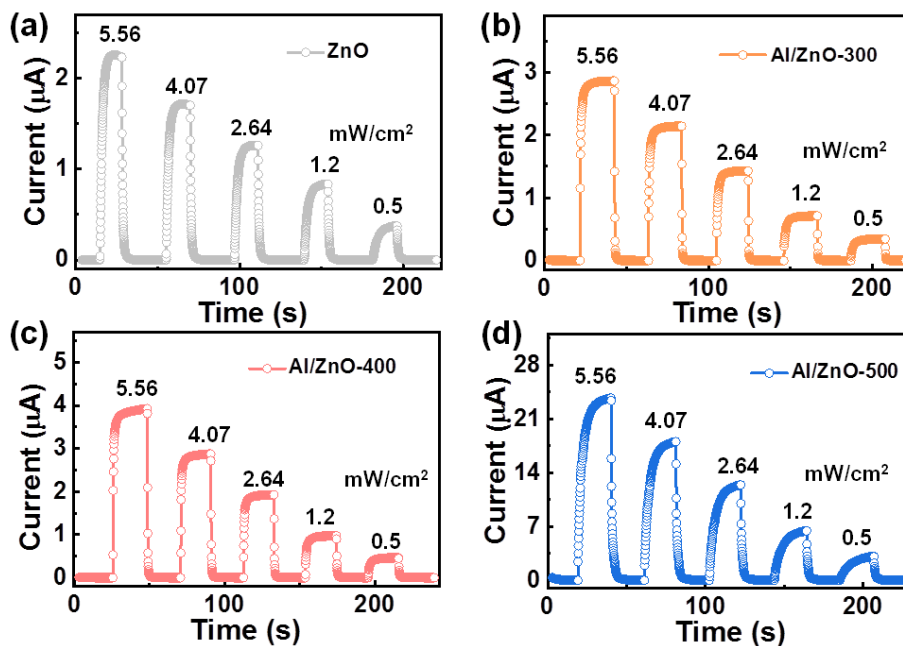 (a)
ZnO
5.56
4.07
2.64
mW/cm²
1.2
0.5
Current (μA)
2
1
0
0
100
200
Time (s)
(b)
Al/ZnO-300
5.56
4.07
2.64
mW/cm²
1.2
0.5
Current (μA)
3
2
1
0
0
100
200
Time (s)
(c)
Al/ZnO-400
5.56
4.07
2.64
mW/cm²
1.2
0.5
Current (μA)
5
4
3
2
1
0
0
100
200
Time (s)
(d)
Al/ZnO-500
5.56
4.07
2.64
mW/cm²
1.2
0.5
Current (μA)
28
21
14
7
0
0
100
200
Time (s)